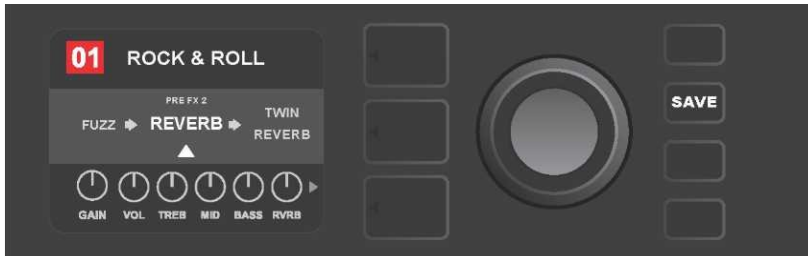 01 ROCK & ROLL
PRE FX 2
FUZZ REVERB TWIN
REVERB
GAIN VOL TREB MID BASS RVRB
SAVE